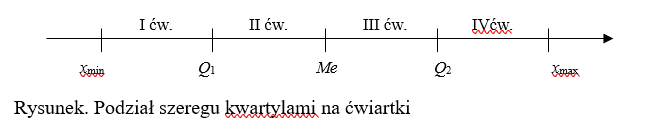 I ćw. II ćw. III ćw. IVćw.
xmin Q1 Me Q2 xmax
Rysunek. Podział szeregu kwartylami na ćwiartki